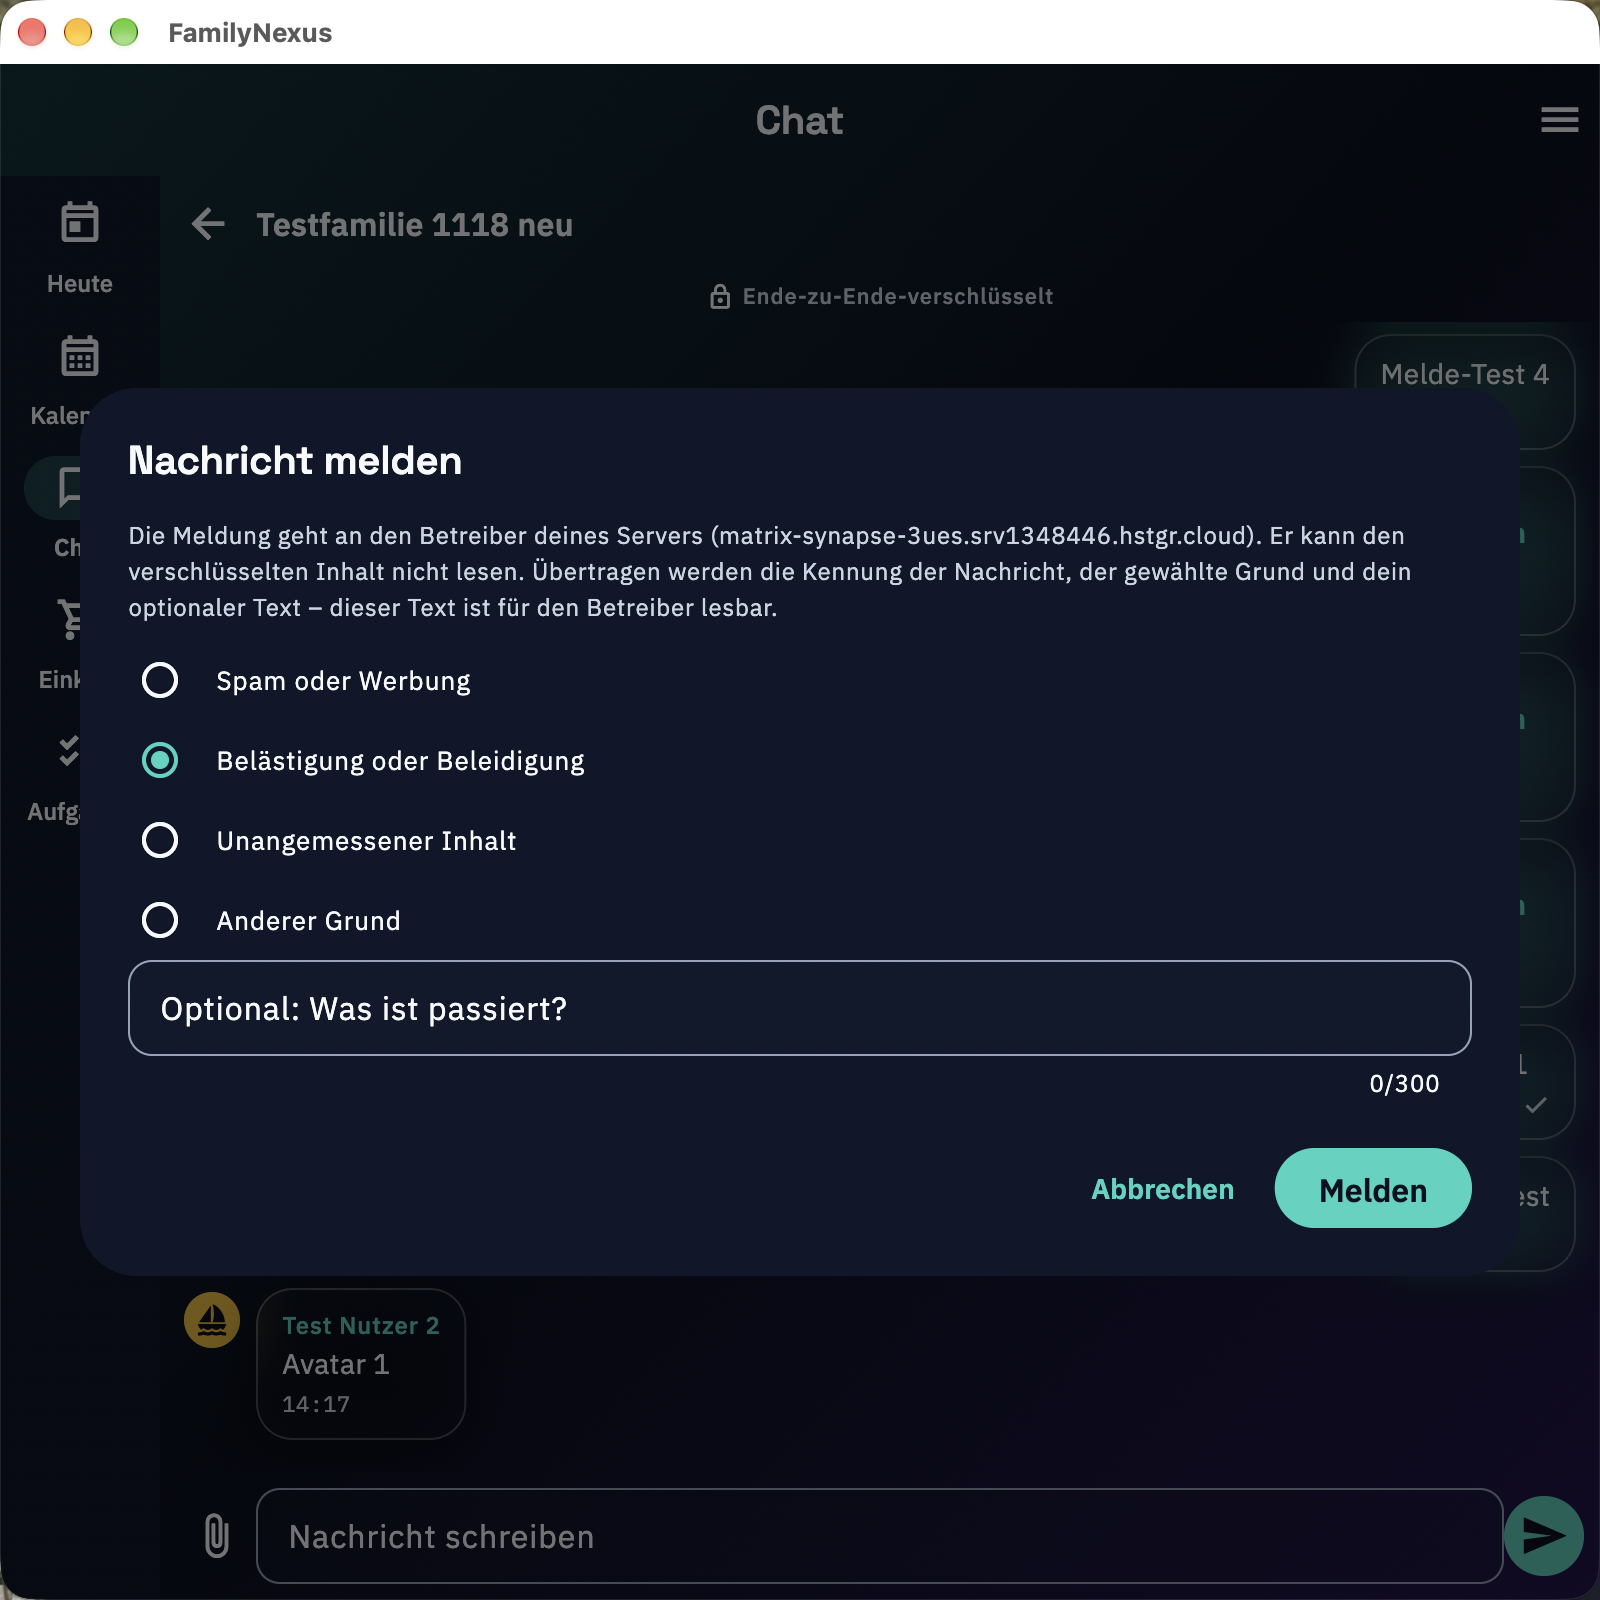 FamilyNexus
Chat
Testfamilie 1118 neu
Ende-zu-Ende-verschlüsselt
Heute
Melde-Test 4
Nachricht melden
Die Meldung geht an den Betreiber deines Servers (matrix-synapse-3ues.srv1348446.hstgr.cloud). Er kann den
verschlüsselten Inhalt nicht lesen. Übertragen werden die Kennung der Nachricht, der gewählte Grund und dein
optionaler Text – dieser Text ist für den Betreiber lesbar.
Spam oder Werbung
Belästigung oder Beleidigung
Unangemessener Inhalt
Anderer Grund
Optional: Was ist passiert?
0/300
Abbrechen
Melden
Test Nutzer 2
Avatar 1
14:17
Nachricht schreiben